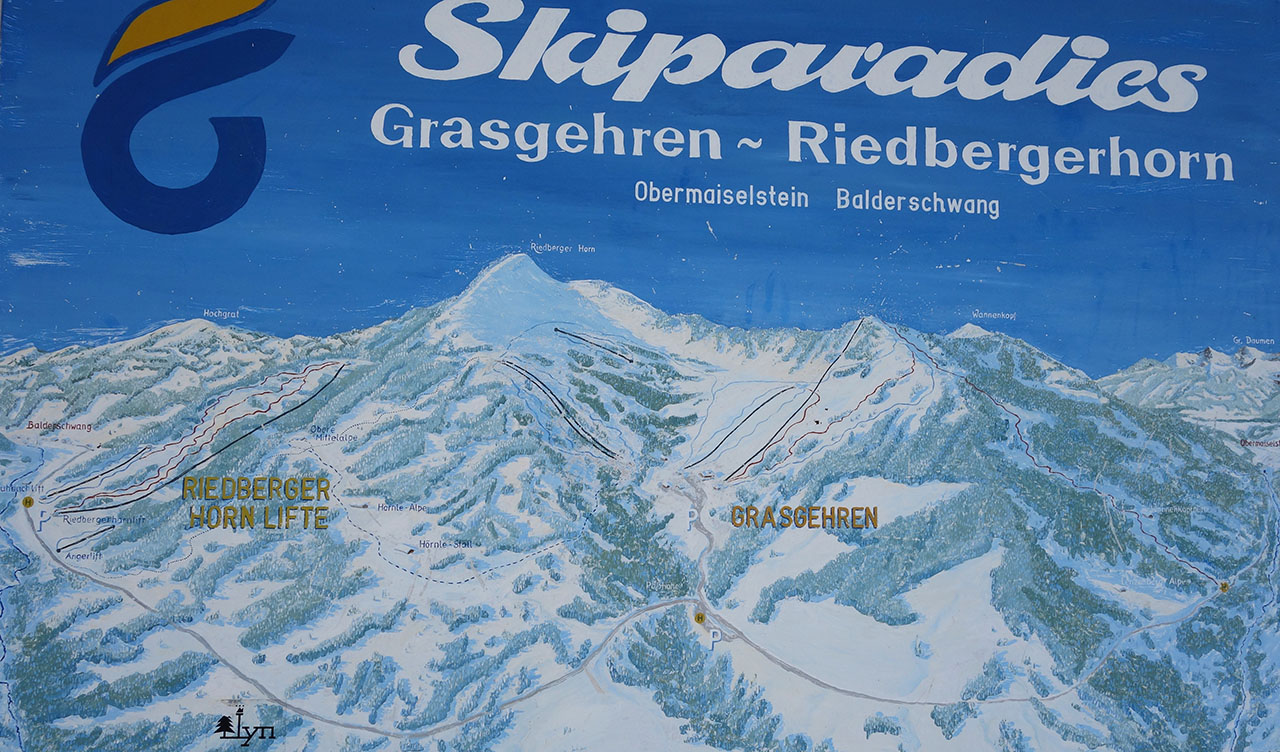 Skiparadies
Grasgehren ~ Riedbergerhorn
Obermaiselstein Balderschwang
Riedberger Horn
Hochgrat
Wannenkopf
Gr. Daumen
Balderschwang
Obere
Mittelalpe
RIEDBERGER
HORN LIFTE
H
P
Riedbergerhornlift
Hörnle-Alpe
P
GRASGEHREN
Hörnle-Stall
Angerlift
H
P
lyn